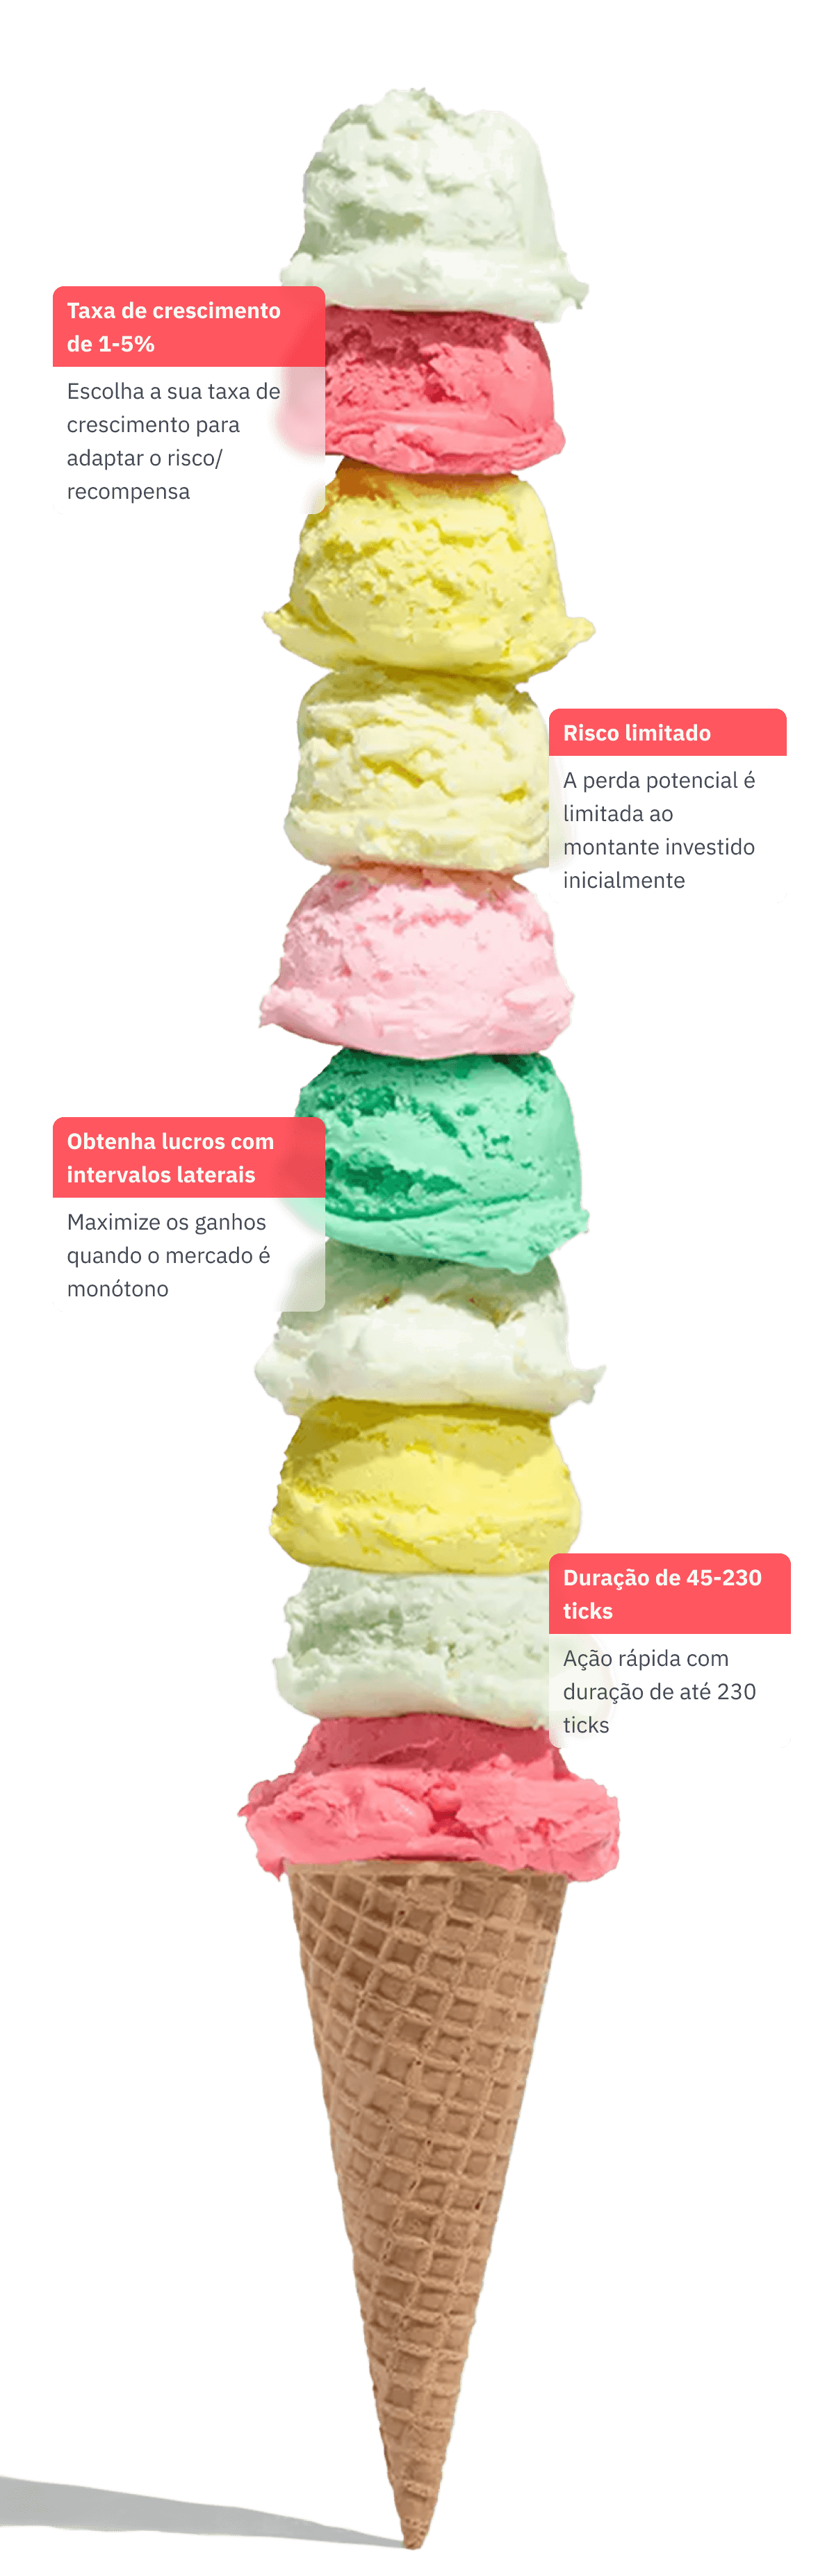 Taxa de crescimento
de 1-5%
Escolha a sua taxa de
crescimento para
adaptar o risco/
recompensa
Risco limitado
A perda potencial é
limitada ao
montante investido
inicialmente
Obtenha lucros com
intervalos laterais
Maximize os ganhos
quando o mercado é
monótono
Duração de 45-230
ticks
Ação rápida com
duração de até 230
ticks